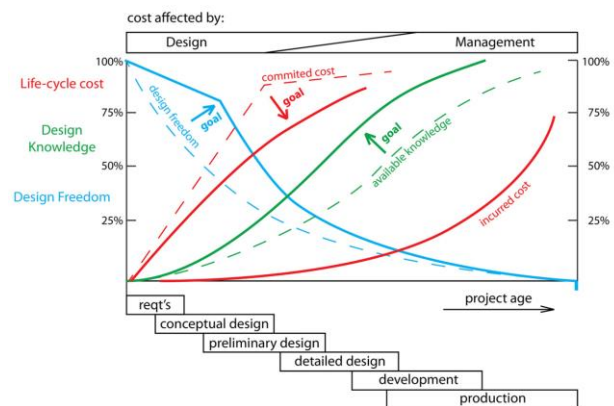 cost affected by:
Design
Management
100%
100%
Life-cycle cost
75%
75%
Design
Knowledge
50%
50%
Design Freedom
25%
25%
design freedom
goal
commited cost
goal
goal
available knowledge
incurred cost
project age
reqt's
conceptual design
preliminary design
detailed design
development
production